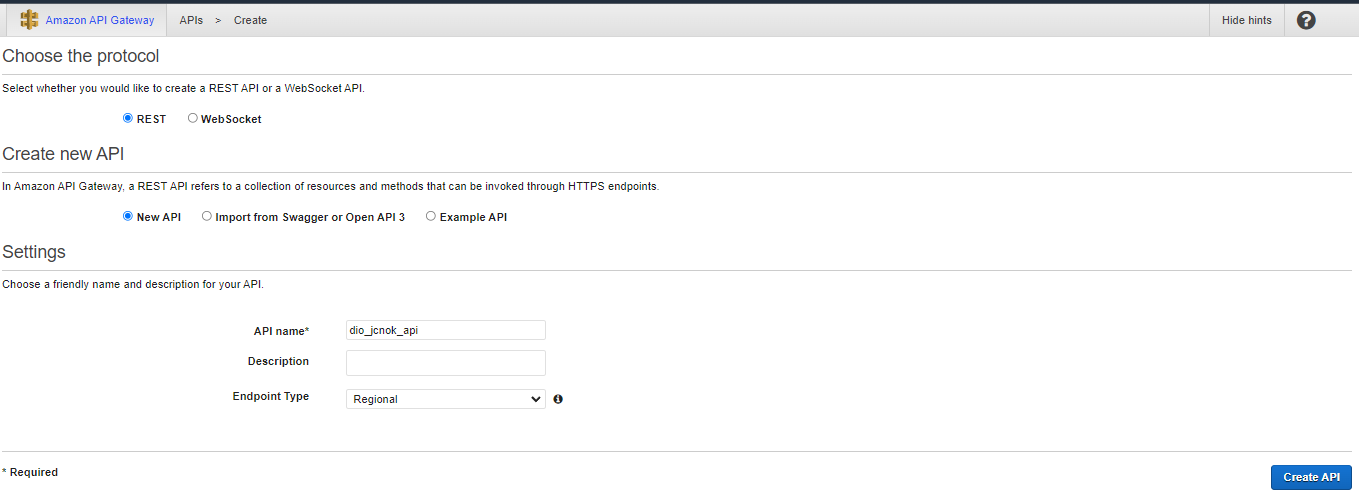 Amazon API Gateway APIs > Create Hide hints ?
Choose the protocol
Select whether you would like to create a REST API or a WebSocket API.
REST WebSocket
Create new API
In Amazon API Gateway, a REST API refers to a collection of resources and methods that can be invoked through HTTPS endpoints.
New API Import from Swagger or Open API 3 Example API
Settings
Choose a friendly name and description for your API.
API name* dio_jcnok_api
Description
Endpoint Type Regional
* Required
Create API